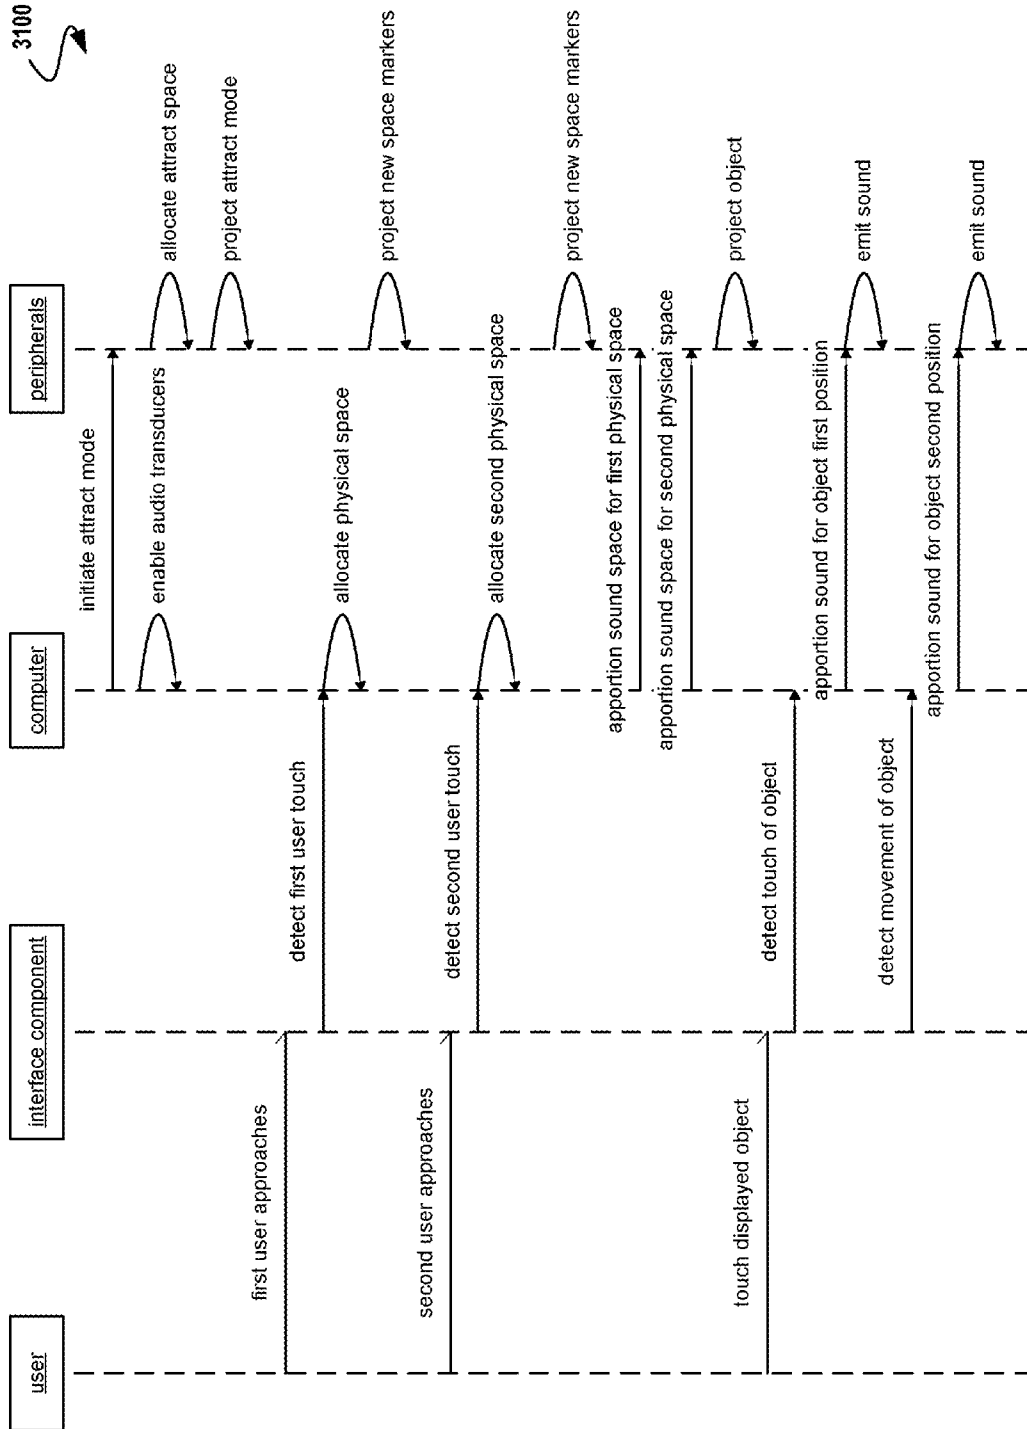 3100
user
interface component
computer
peripherals
initiate attract mode
enable audio transducers
allocate attract space
project attract mode
first user approaches
detect first user touch
allocate physical space
project new space markers
second user approaches
detect second user touch
allocate second physical space
project new space markers
apportion sound space for first physical space
apportion sound space for second physical space
project object
touch displayed object
detect touch of object
apportion sound for object first position
emit sound
detect movement of object
apportion sound for object second position
emit sound